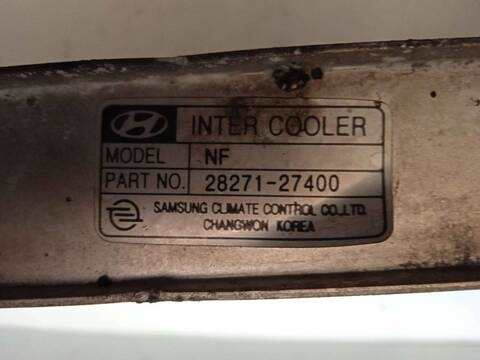 INTER COOLER
MODEL NF
PART NO. 28271-27400
SAMSUNG CLIMATE CONTROL CO.,LTD.
CHANGWON KOREA